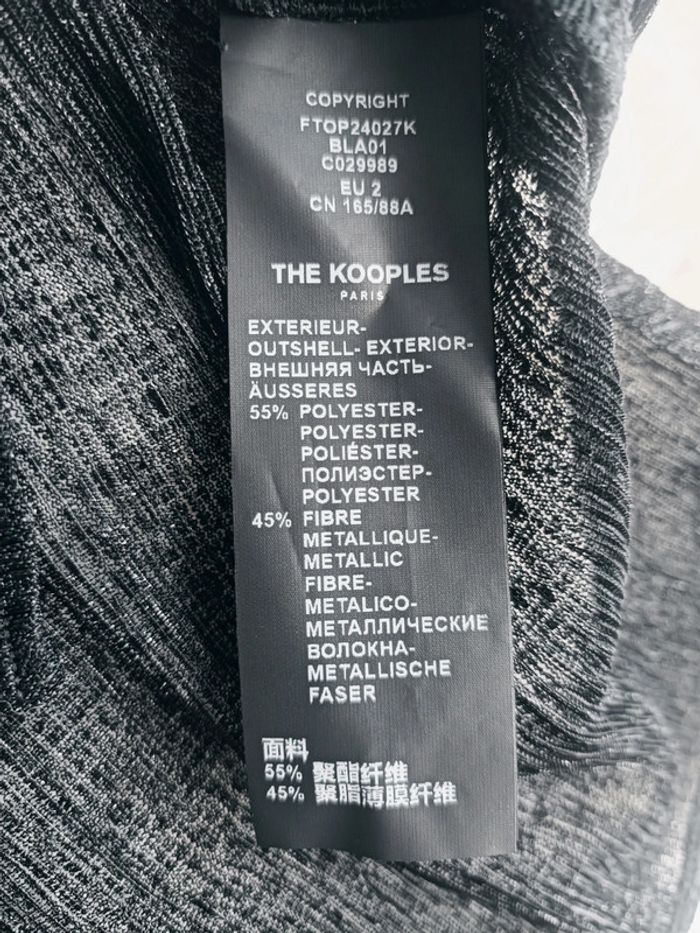 COPYRIGHT
FTOP24027K
BLA01
C029989
EU 2
CN 165/88A
THE KOOPLES
PARIS
EXTERIEUR-
OUTSHELL- EXTERIOR-
ВНЕШНЯЯ ЧАСТЬ-
ÄUSSERES
55% POLYESTER-
POLYESTER-
POLIÉSTER-
ПОЛИЭСТЕР-
POLYESTER
45% FIBRE
METALLIQUE-
METALLIC
FIBRE-
METALICO-
МЕТАЛЛИЧЕСКИЕ
ВОЛОКНА-
METALLISCHE
FASER
面料
55% 聚酯纤维
45% 聚脂薄膜纤维